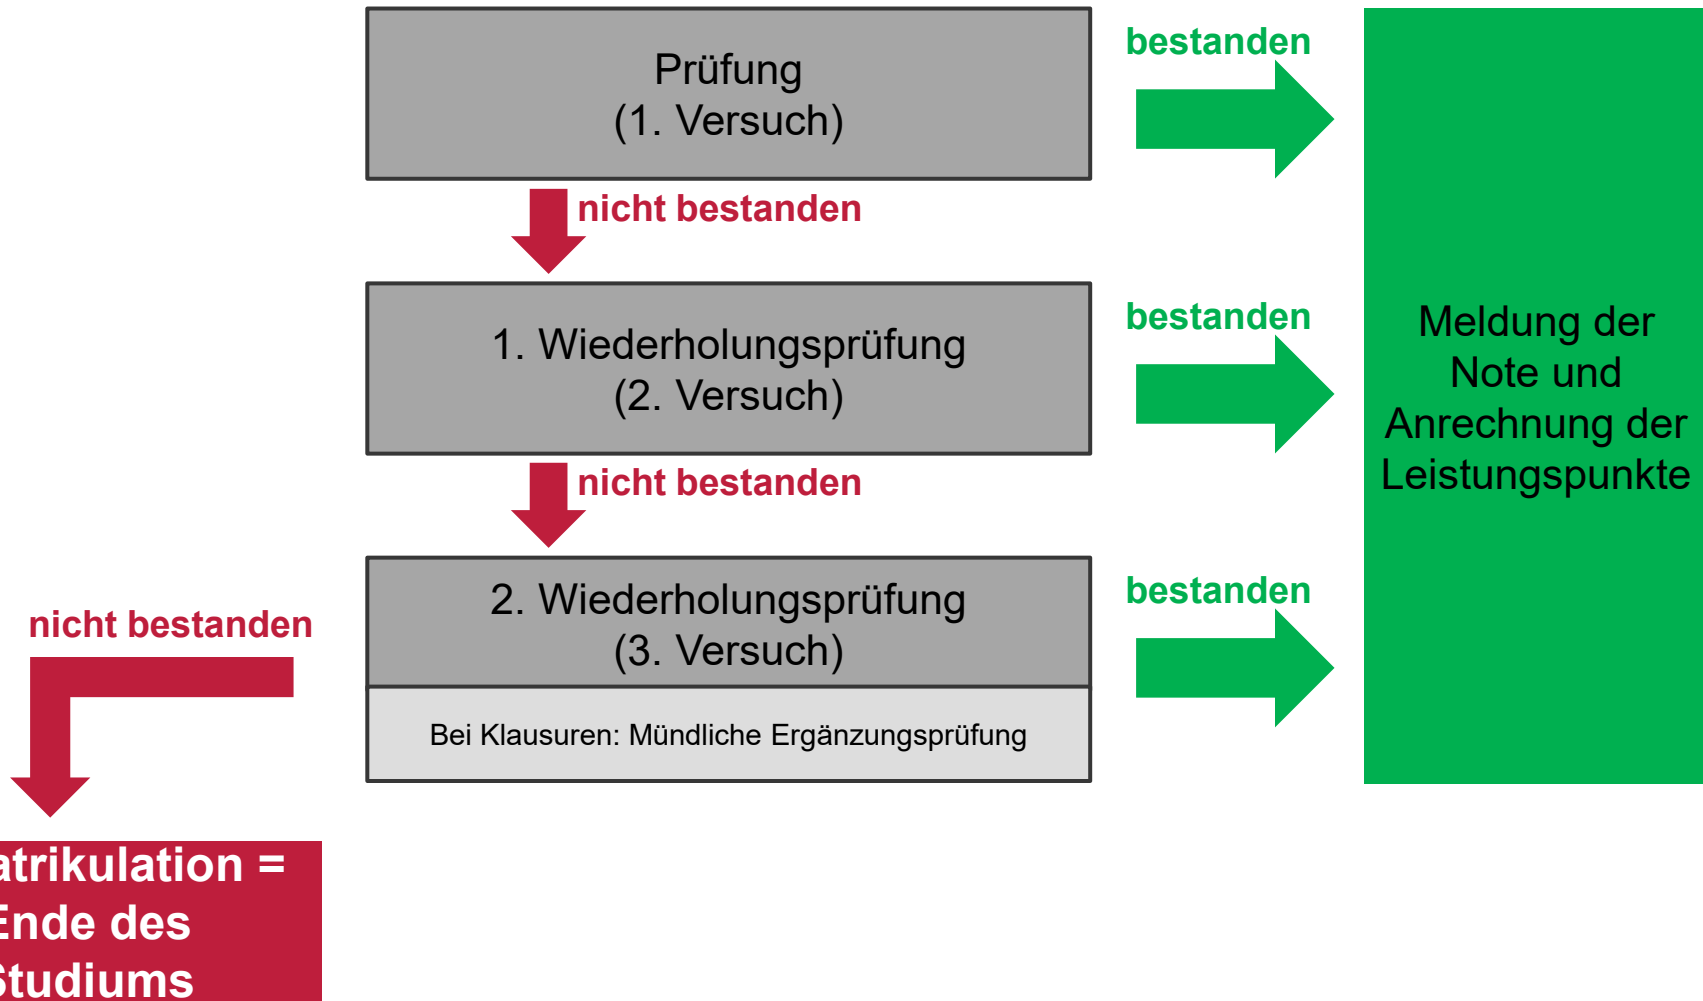 Prüfung
(1. Versuch)
bestanden
nicht bestanden
1. Wiederholungsprüfung
(2. Versuch)
bestanden
nicht bestanden
2. Wiederholungsprüfung
(3. Versuch)
Bei Klausuren: Mündliche Ergänzungsprüfung
bestanden
Meldung der
Note und
Anrechnung der
Leistungspunkte
nicht bestanden
atrikulation =
Ende des
Studiums